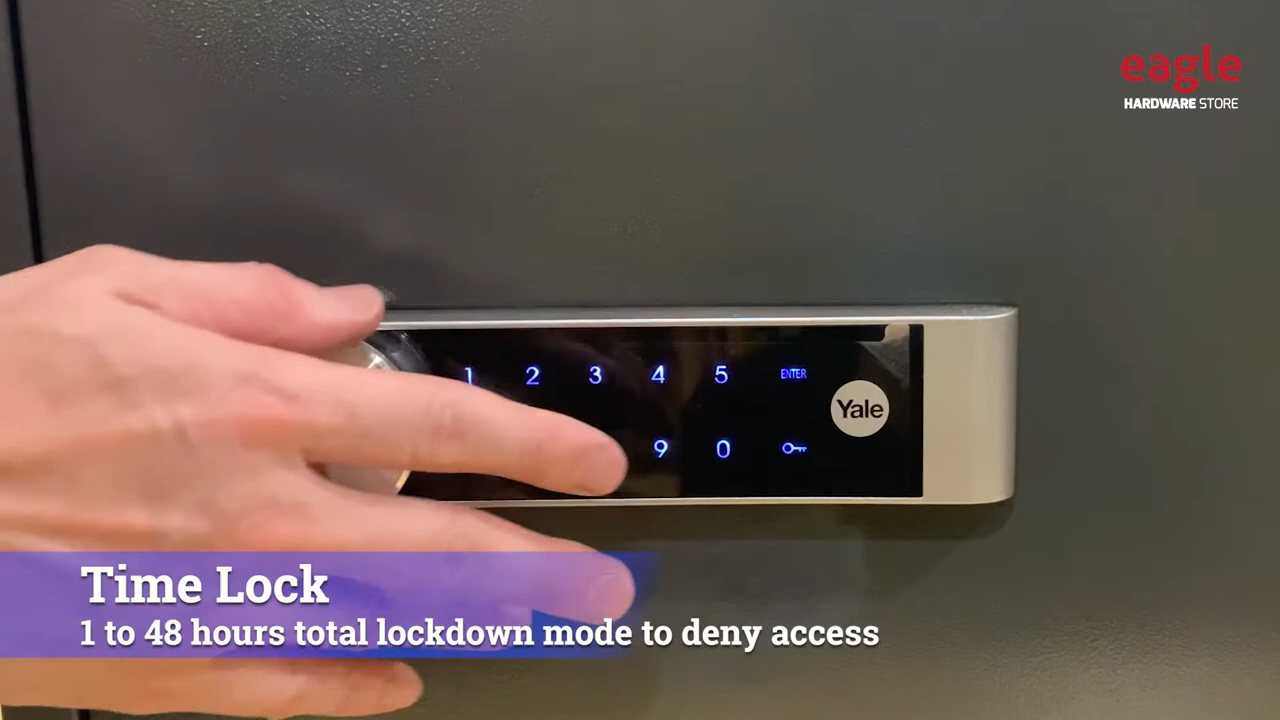 eagle
HARDWARE STORE
1 2 3 4 5 ENTER
Yale
9 0
Time Lock
1 to 48 hours total lockdown mode to deny access